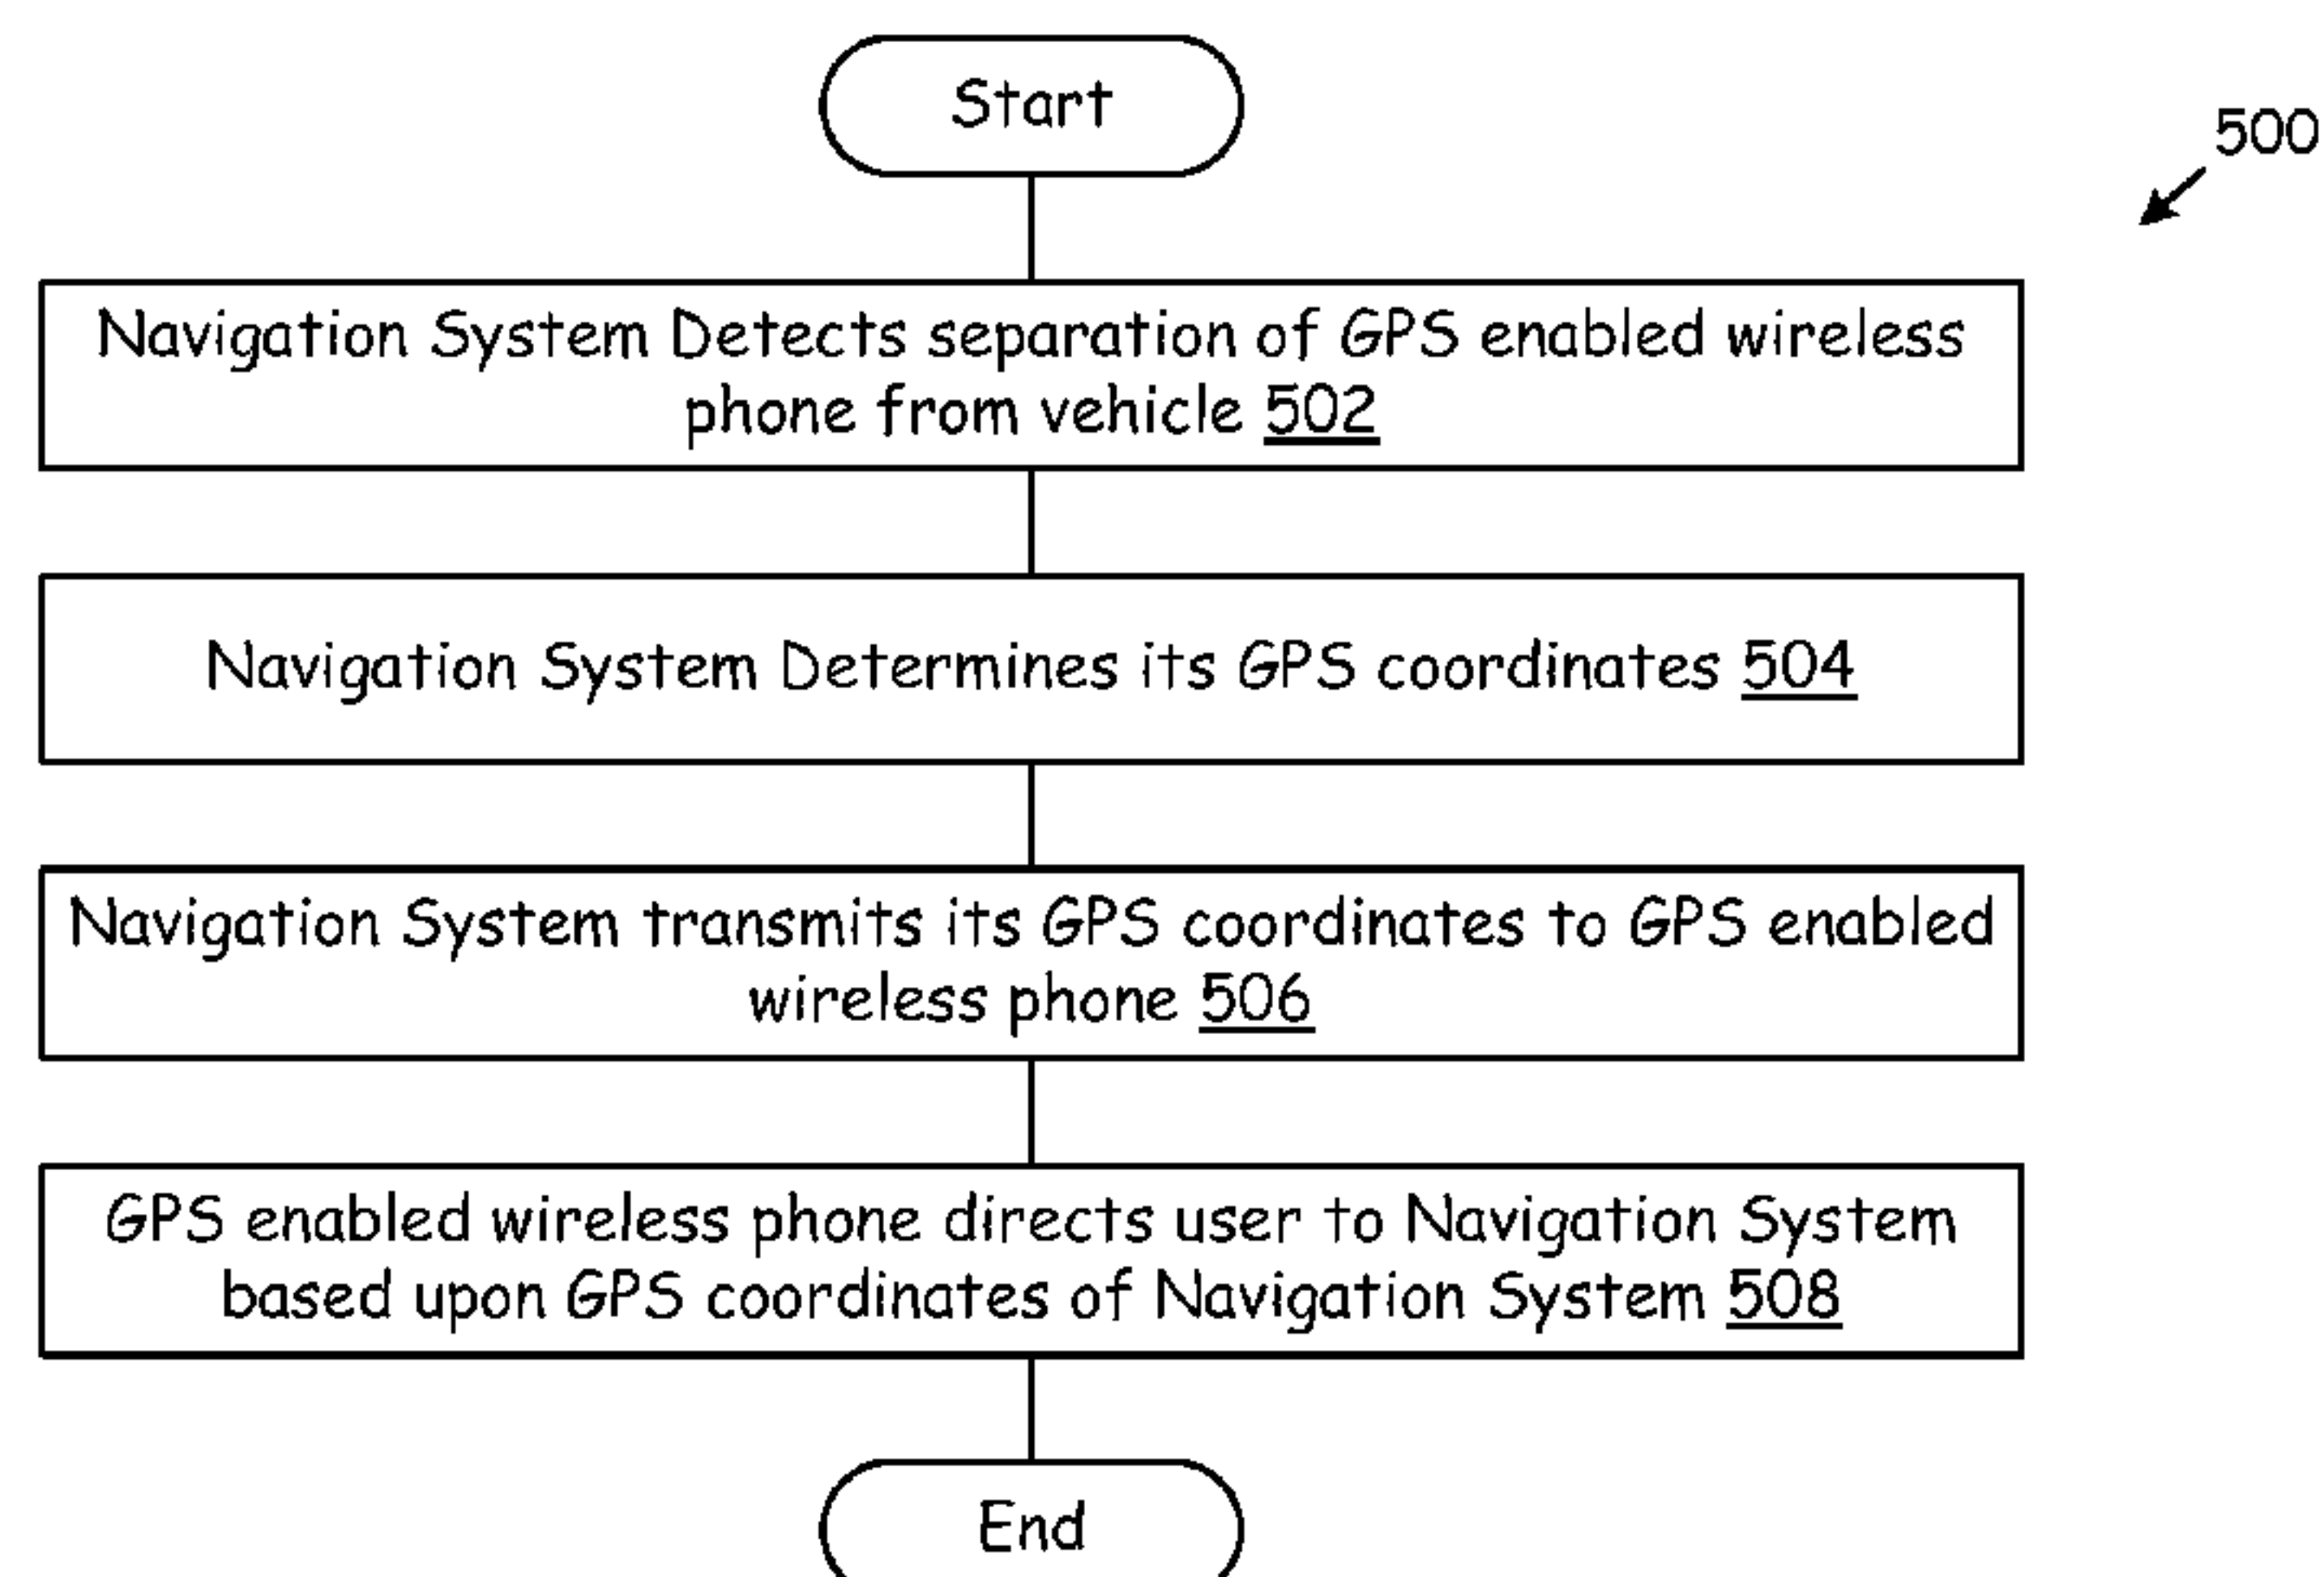 Start
500
Navigation System Detects separation of GPS enabled wireless
phone from vehicle 502
Navigation System Determines its GPS coordinates 504
Navigation System transmits its GPS coordinates to GPS enabled
wireless phone 506
GPS enabled wireless phone directs user to Navigation System
based upon GPS coordinates of Navigation System 508
End